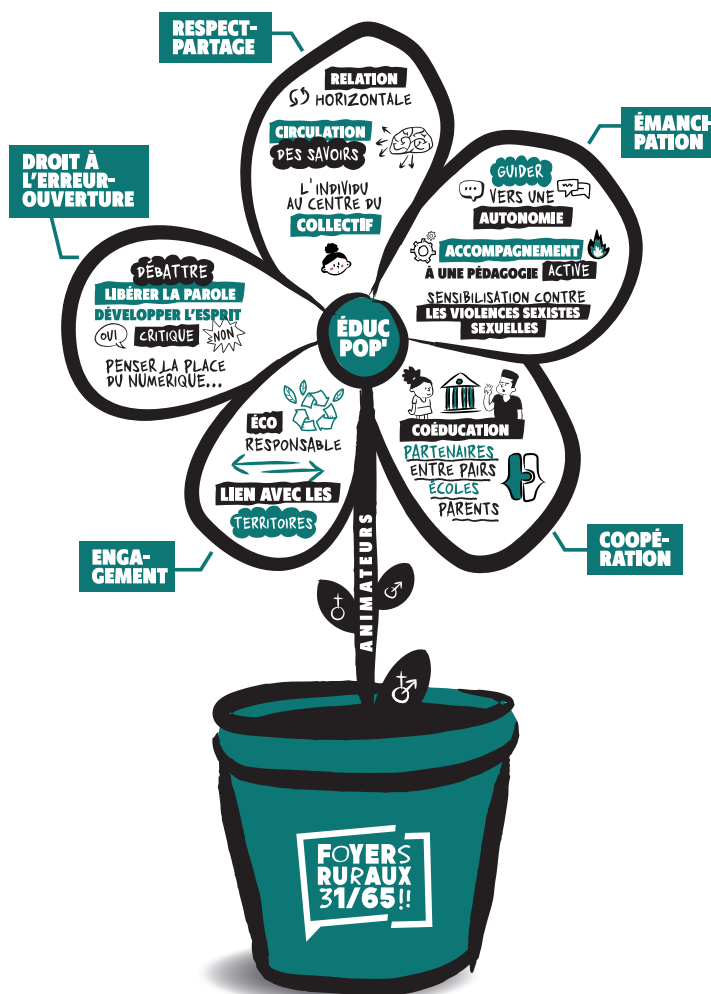 RESPECT-
PARTAGE
RELATION
HORIZONTALE
CIRCULATION
DES SAVOIRS
L'INDIVIDU
AU CENTRE DU
COLLECTIF
ÉMANCI-
PATION
GUIDER
VERS UNE
AUTONOMIE
ACCOMPAGNEMENT
À UNE PÉDAGOGIE ACTIVE
SENSIBILISATION CONTRE
LES VIOLENCES SEXISTES
SEXUELLES
DROIT À
L'ERREUR-
OUVERTURE
DÉBATTRE
LIBÉRER LA PAROLE
DÉVELOPPER L'ESPRIT
OUI CRITIQUE NON
PENSER LA PLACE
DU NUMÉRIQUE...
ÉDUC
POP'
ÉCO
RESPONSABLE
LIEN AVEC LES
TERRITOIRES
ENGA-
GEMENT
COÉDUCATION
PARTENAIRES
ENTRE PAIRS
ÉCOLES
PARENTS
COOPÉ-
RATION
ANIMATEURS
FOYERS
RURAUX
31/65!!